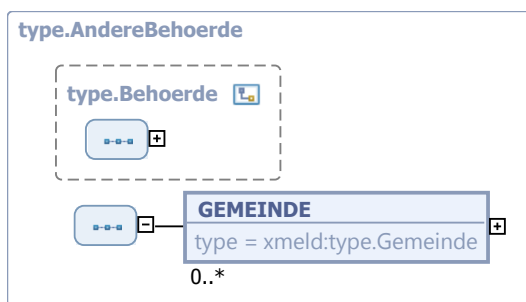 type.AndereBehoerde
type.Behoerde
GEMEINDE
type = xmeld:type.Gemeinde
0..*